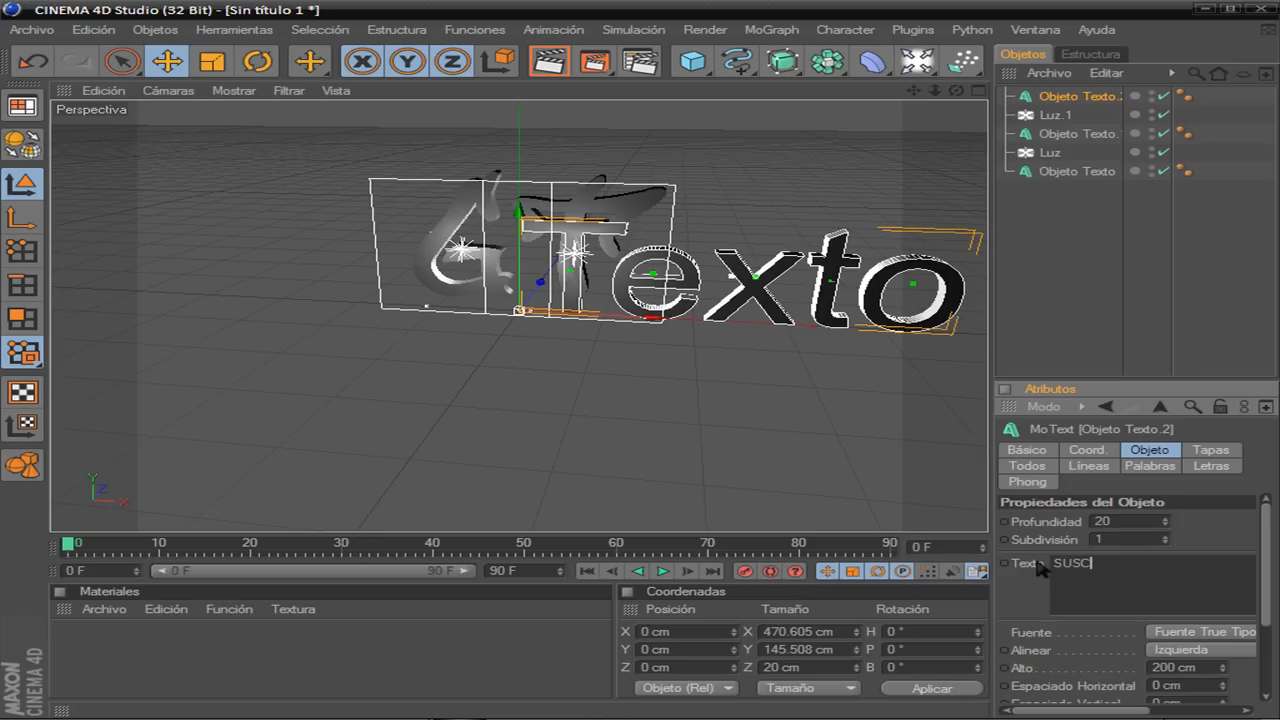 CINEMA 4D Studio (32 Bit) - [Sin título 1 *]
Archivo Edición Objetos Herramientas Selección Estructura Funciones Animación Simulación Render MoGraph Character Plugins Python Ventana Ayuda
X Y Z
Objetos Estructura
Archivo Editar
Edición Cámaras Mostrar Filtrar Vista
Perspectiva
Objeto Texto.2
Luz.1
Objeto Texto.
Luz
Objeto Texto
Texto
Y Z X
Atributos
Modo
MoText [Objeto Texto.2]
Básico Coord. Objeto Tapas
Todos Líneas Palabras Letras
Phong
Propiedades del Objeto
Profundidad 20
Subdivisión 1
Texto SUSC
Fuente Fuente True Tipo
Alinear Izquierda
Alto 200 cm
Espaciado Horizontal 0 cm
0 10 20 30 40 50 60 70 80 90 0 F
0 F 0 F 90 F 90 F
Materiales
Archivo Edición Función Textura
Coordenadas
Posición Tamaño Rotación
X 0 cm X 470.605 cm H 0 °
Y 0 cm Y 145.508 cm P 0 °
Z 0 cm Z 20 cm B 0 °
Objeto (Rel) Tamaño Aplicar
MAXON CINEMA 4D